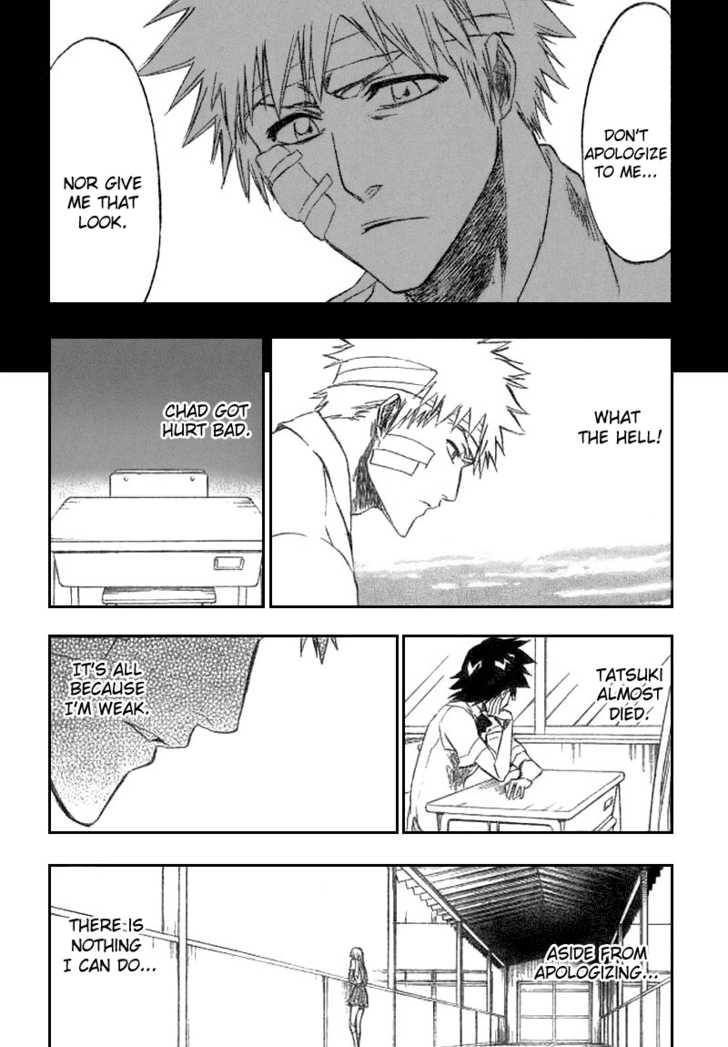 DON'T
APOLOGIZE
TO ME...
NOR GIVE
ME THAT
LOOK.
WHAT
THE HELL!
CHAD GOT
HURT BAD.
TATSUKI
ALMOST
DIED.
IT'S ALL
BECAUSE
I'M WEAK.
ASIDE FROM
APOLOGIZING...
THERE IS
NOTHING
I CAN DO...